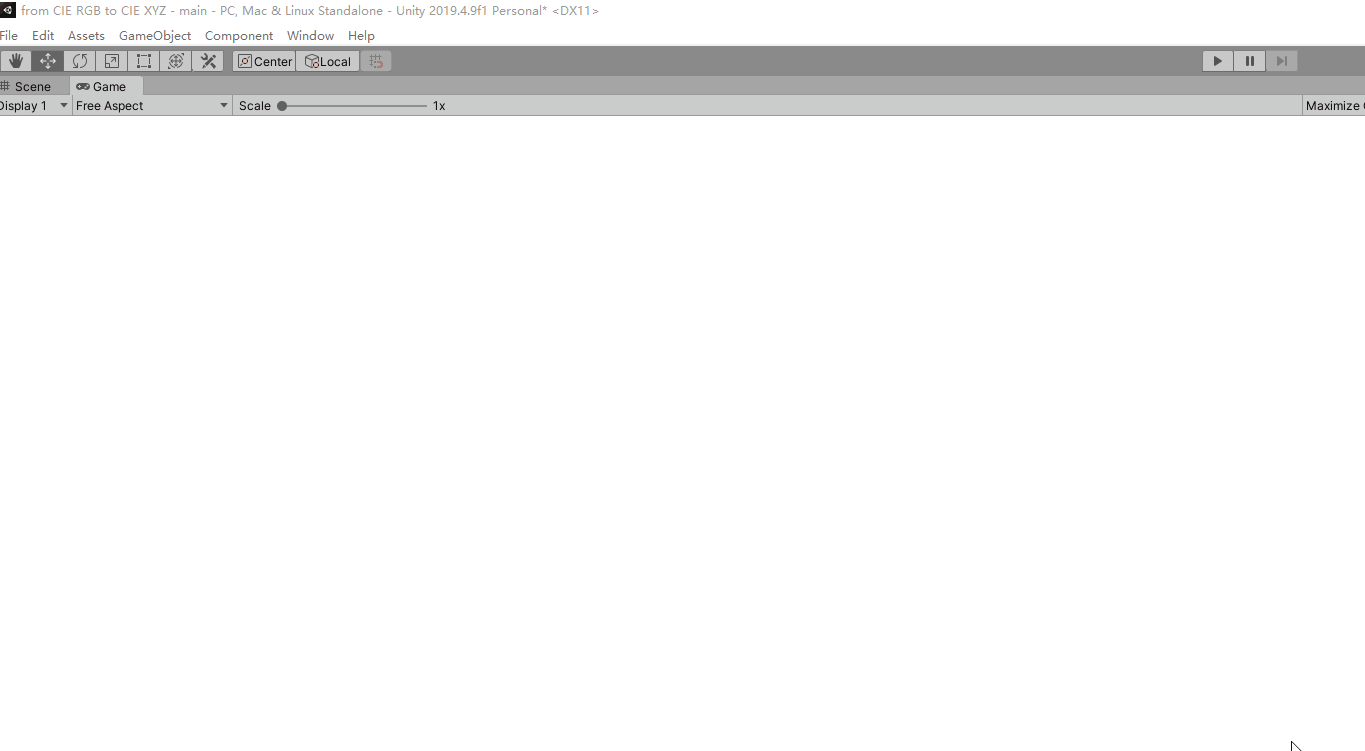 from CIE RGB to CIE XYZ - main - PC, Mac & Linux Standalone - Unity 2019.4.9f1 Personal* <DX11>
File Edit Assets GameObject Component Window Help
Center Local
Scene Game
Display 1 Free Aspect Scale 1x Maximize